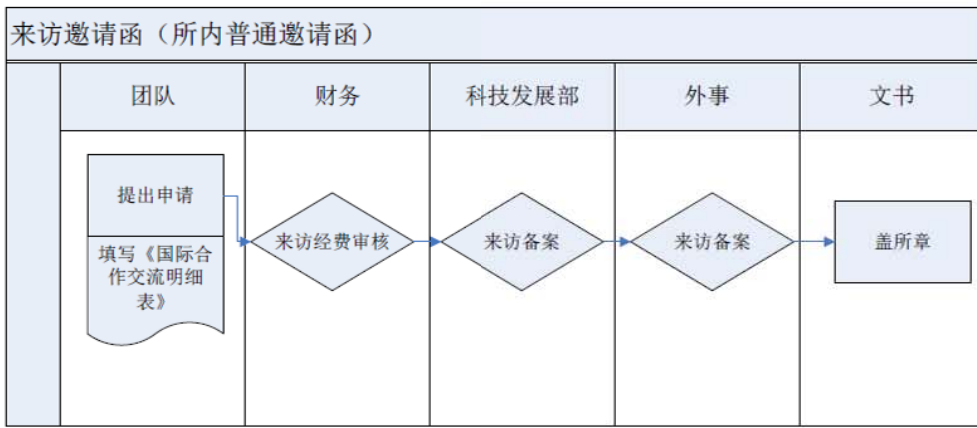 来访邀请函（所内普通邀请函）
团队
财务
科技发展部
外事
文书
提出申请
填写《国际合
作交流明细
表》
来访经费审核
来访备案
来访备案
盖所章